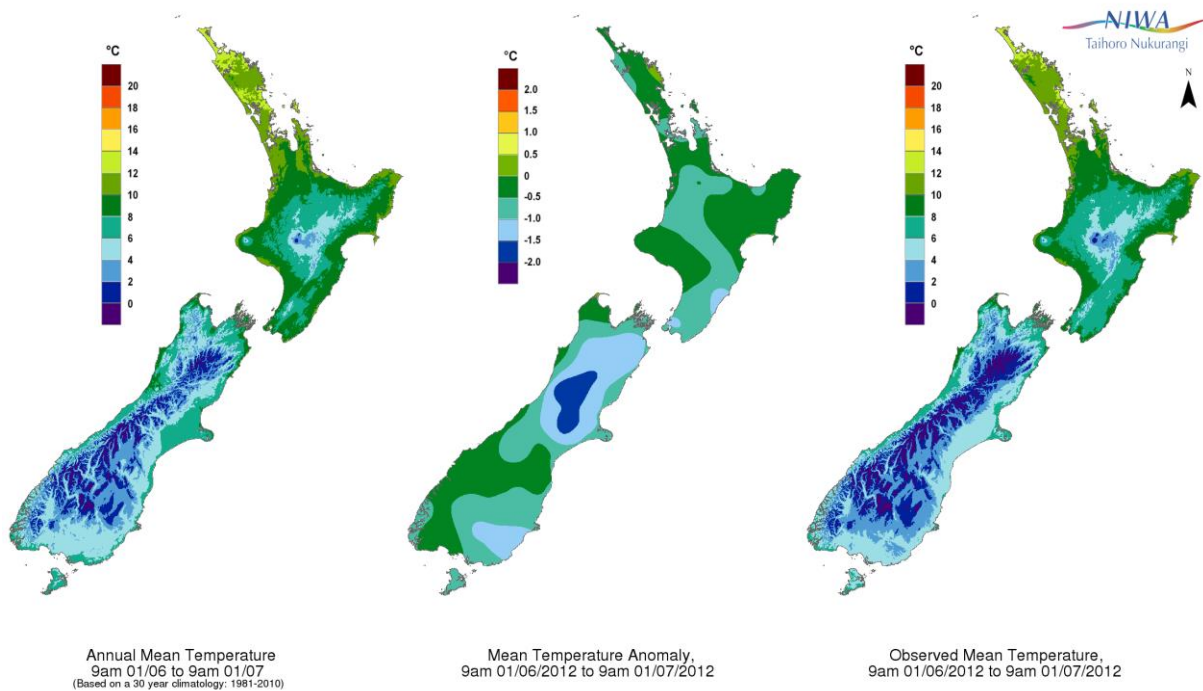 NIWA
Taihoro Nukurangi
N
°C
20
18
16
14
12
10
8
6
4
2
0
°C
2.0
1.0
0.5
0
-0.5
-1.0
-1.5
-2.0
°C
20
18
16
14
12
10
8
6
4
2
0
Annual Mean Temperature
9am 01/06 to 9am 01/07
(Based on a 30 year climatology: 1981-2010)
Mean Temperature Anomaly,
9am 01/06/2012 to 9am 01/07/2012
Observed Mean Temperature,
9am 01/06/2012 to 9am 01/07/2012